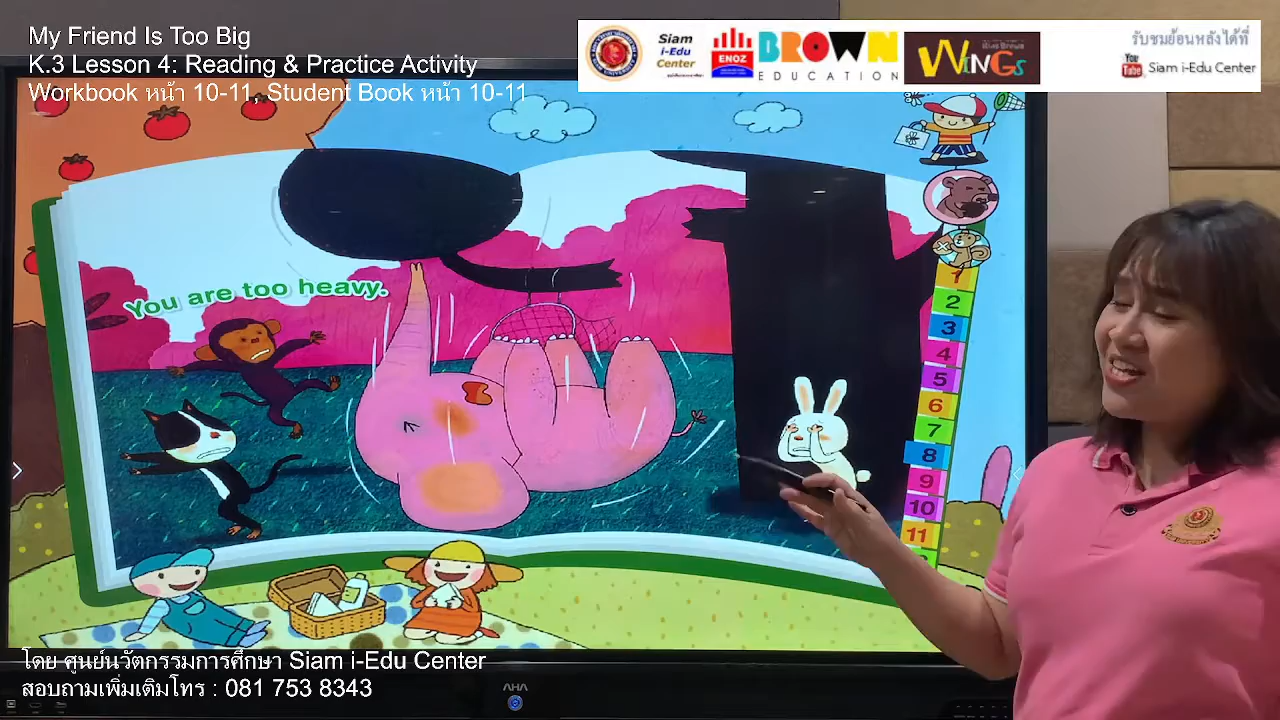 My Friend Is Too Big
K.3 Lesson 4: Reading & Practice Activity
Workbook หน้า 10-11, Student Book หน้า 10-11
Siam
i-Edu
Center
ENOZ
BROWN
EDUCATION
WINGS
รับชมย้อนหลังได้ที่
You Tube Siam i-Edu Center
You are too heavy.
1
2
3
4
5
6
7
8
9
10
11
โดย ศูนย์นวัตกรรมการศึกษา Siam i-Edu Center
สอบถามเพิ่มเติมโทร : 081 753 8343
AHA